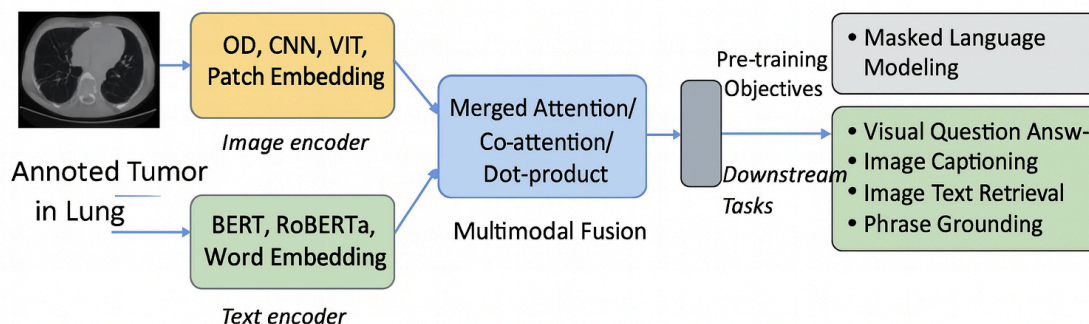 OD, CNN, VIT,
Patch Embedding
Image encoder
Annoted Tumor
in Lung
BERT, RoBERTa,
Word Embedding
Text encoder
Merged Attention/
Co-attention/
Dot-product
Multimodal Fusion
Pre-training
Objectives
Downstream
Tasks
• Masked Language
Modeling
• Visual Question Answ-
• Image Captioning
• Image Text Retrieval
• Phrase Grounding